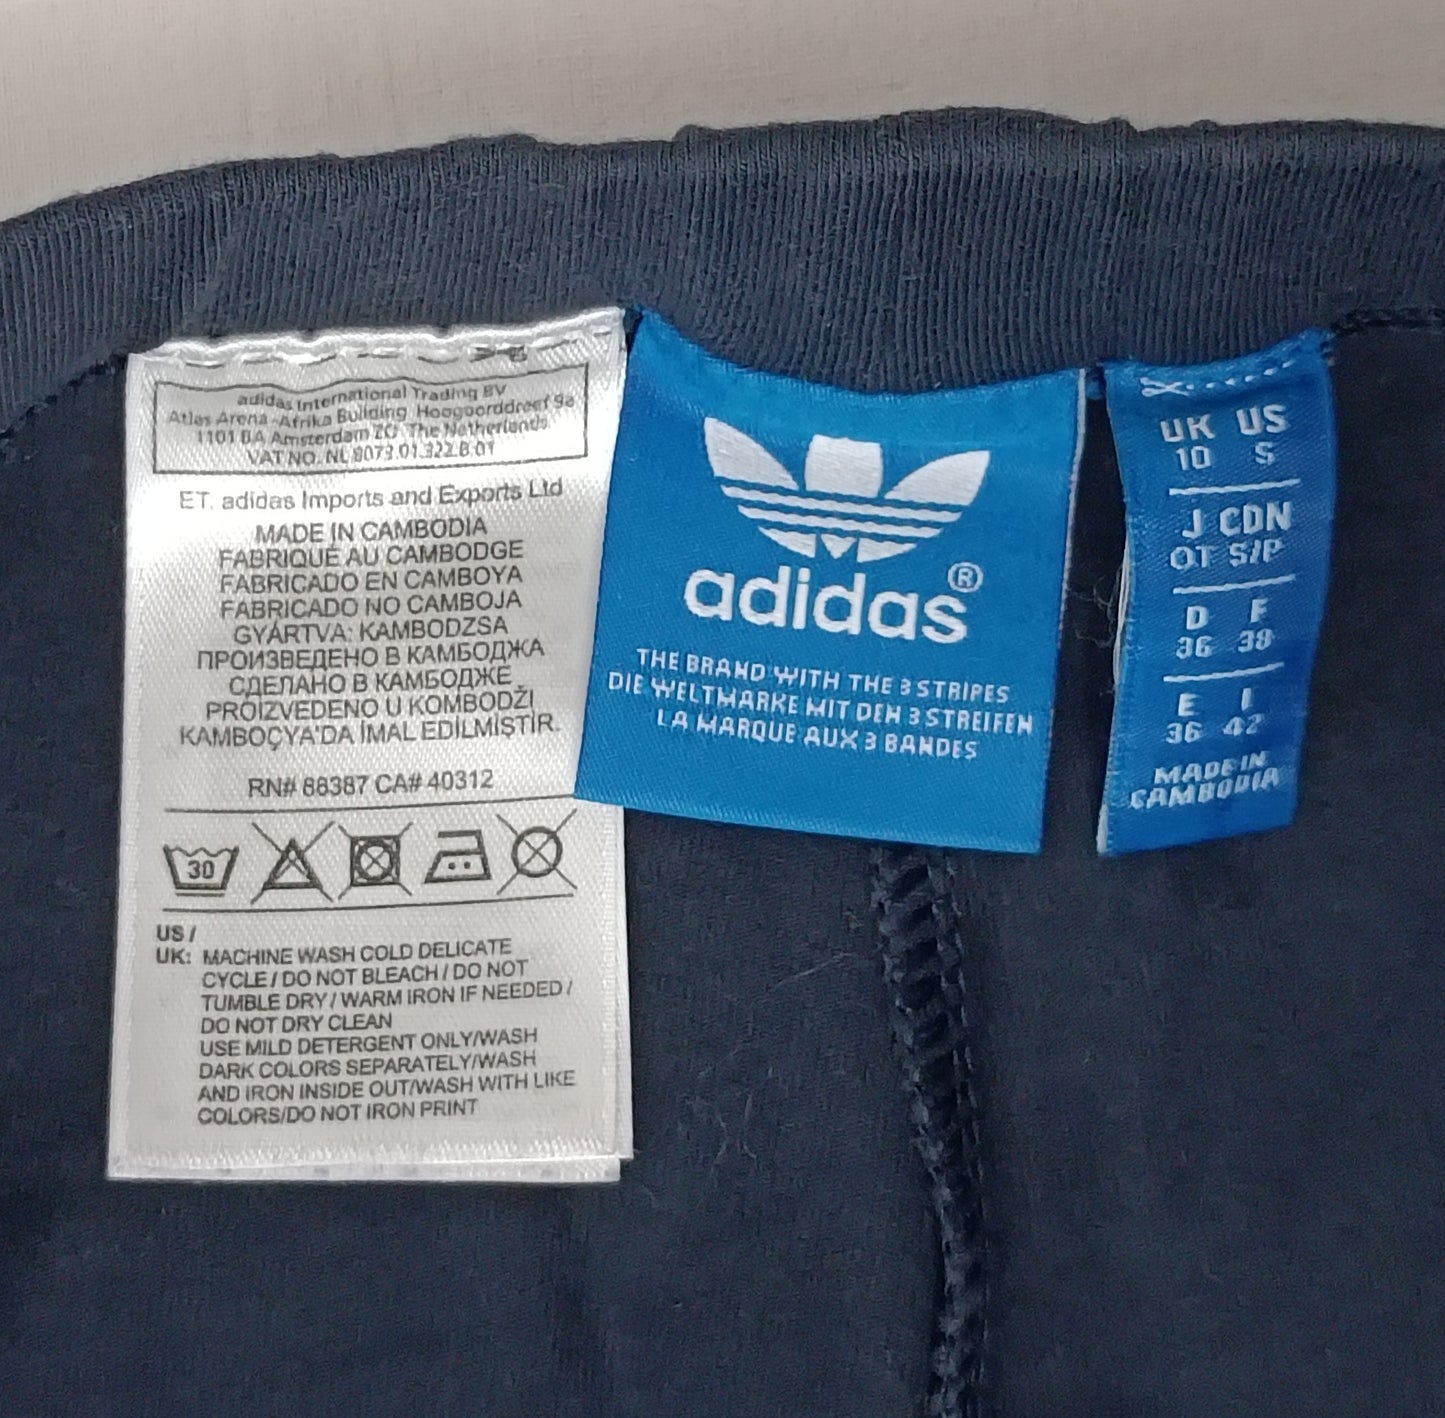 adidas International Trading BV
Atlas Arena -Afrika Building Hoogoorddreef 9a
1101 BA Amsterdam ZO The Netherlands
VAT NO. NL 8073.01.322.B.01
ET. adidas Imports and Exports Ltd
MADE IN CAMBODIA
FABRIQUÉ AU CAMBODGE
FABRICADO EN CAMBOYA
FABRICADO NO CAMBOJA
GYÁRTVA: KAMBODZSA
ПРОИЗВЕДЕНО В КАМБОДЖА
СДЕЛАНО В КАМБОДЖЕ
PROIZVEDENO U KOMBODŽI
KAMBOÇYA'DA İMAL EDİLMİŞTİR.
RN# 88387 CA# 40312
30
US /
UK: MACHINE WASH COLD DELICATE
CYCLE / DO NOT BLEACH / DO NOT
TUMBLE DRY / WARM IRON IF NEEDED /
DO NOT DRY CLEAN
USE MILD DETERGENT ONLY/WASH
DARK COLORS SEPARATELY/WASH
AND IRON INSIDE OUT/WASH WITH LIKE
COLORS/DO NOT IRON PRINT
adidas®
THE BRAND WITH THE 3 STRIPES
DIE WELTMARKE MIT DEN 3 STREIFEN
LA MARQUE AUX 3 BANDES
UK US
10 S
J CDN
OT S/P
D F
36 38
E I
36 42
MADE IN
CAMBODIA